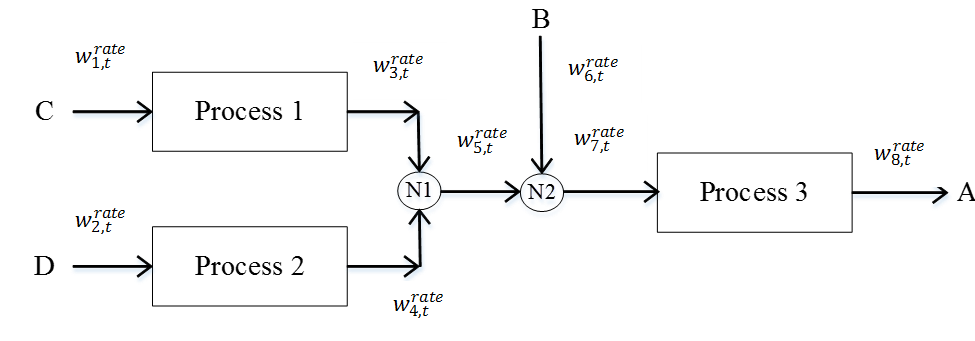 B
w_{1,t}^{rate}
w_{3,t}^{rate}
w_{6,t}^{rate}
C
Process 1
w_{5,t}^{rate}
w_{7,t}^{rate}
w_{8,t}^{rate}
N1
N2
Process 3
A
w_{2,t}^{rate}
D
Process 2
w_{4,t}^{rate}